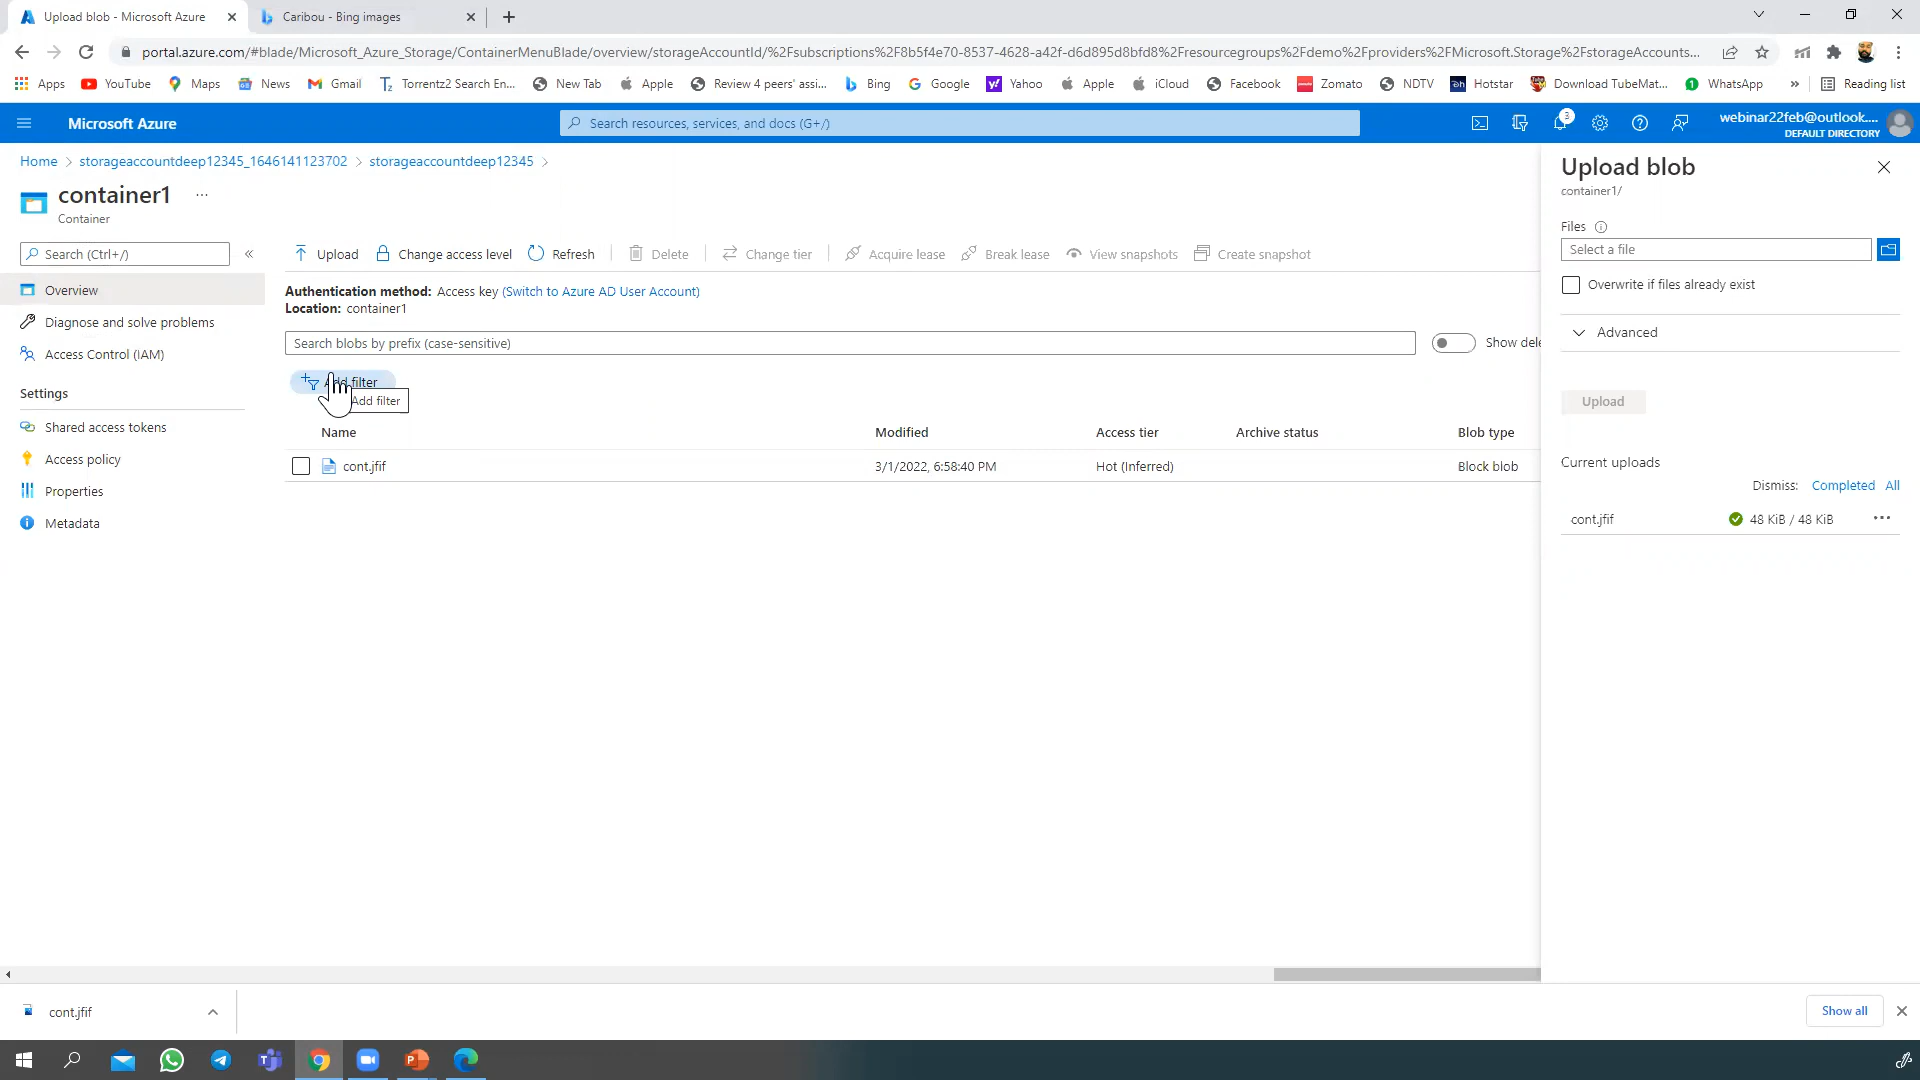 Upload blob - Microsoft Azure
Caribou - Bing images
portal.azure.com/#blade/Microsoft_Azure_Storage/ContainerMenuBlade/overview/storageAccountId/%2Fsubscriptions%2F8b5f4e70-8537-4628-a42f-d6d895d8bfd8%2Fresourcegroups%2Fdemo%2Fproviders%2FMicrosoft.Storage%2FstorageAccounts...
Apps YouTube Maps News Gmail Torrentz2 Search En... New Tab Apple Review 4 peers' assi... Bing Google Yahoo Apple iCloud Facebook Zomato NDTV Hotstar Download TubeMat... WhatsApp » Reading list
Microsoft Azure
Search resources, services, and docs (G+/)
3
webinar22feb@outlook....
DEFAULT DIRECTORY
Home > storageaccountdeep12345_1646141123702 > storageaccountdeep12345 >
container1 ...
Container
Search (Ctrl+/) «
Overview
Diagnose and solve problems
Access Control (IAM)
Settings
Shared access tokens
Access policy
Properties
Metadata
Upload Change access level Refresh Delete Change tier Acquire lease Break lease View snapshots Create snapshot
Authentication method: Access key (Switch to Azure AD User Account)
Location: container1
Search blobs by prefix (case-sensitive)
Show dele
Add filter
Add filter
Name Modified Access tier Archive status Blob type
cont.jfif 3/1/2022, 6:58:40 PM Hot (Inferred) Block blob
Upload blob
container1/
Files
Select a file
Overwrite if files already exist
Advanced
Upload
Current uploads
Dismiss: Completed All
cont.jfif 48 KiB / 48 KiB ...
cont.jfif
Show all